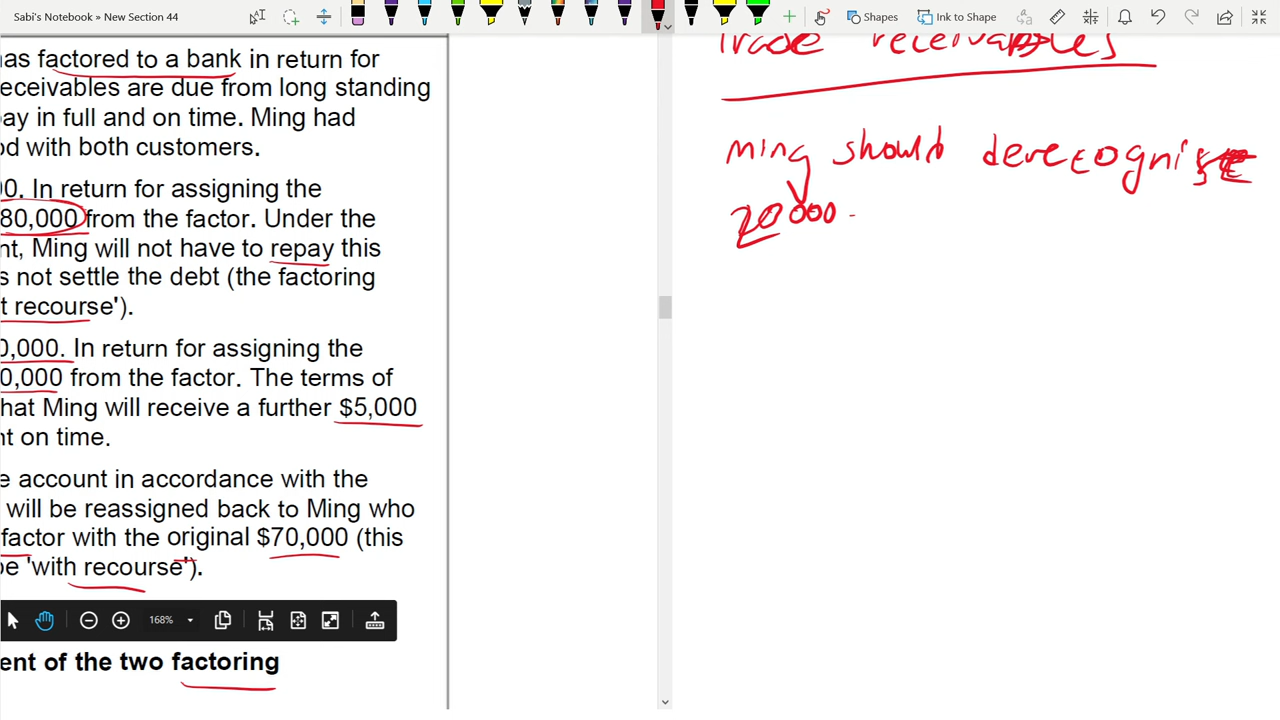 Sabi's Notebook » New Section 44
Shapes
Ink to Shape
as factored to a bank in return for
receivables are due from long standing
pay in full and on time. Ming had
od with both customers.
00. In return for assigning the
80,000 from the factor. Under the
nt, Ming will not have to repay this
s not settle the debt (the factoring
t recourse').
0,000. In return for assigning the
0,000 from the factor. The terms of
hat Ming will receive a further $5,000
nt on time.
e account in accordance with the
will be reassigned back to Ming who
factor with the original $70,000 (this
be 'with recourse').
168%
ent of the two factoring
Trade receivables
Ming should derecognise
20000